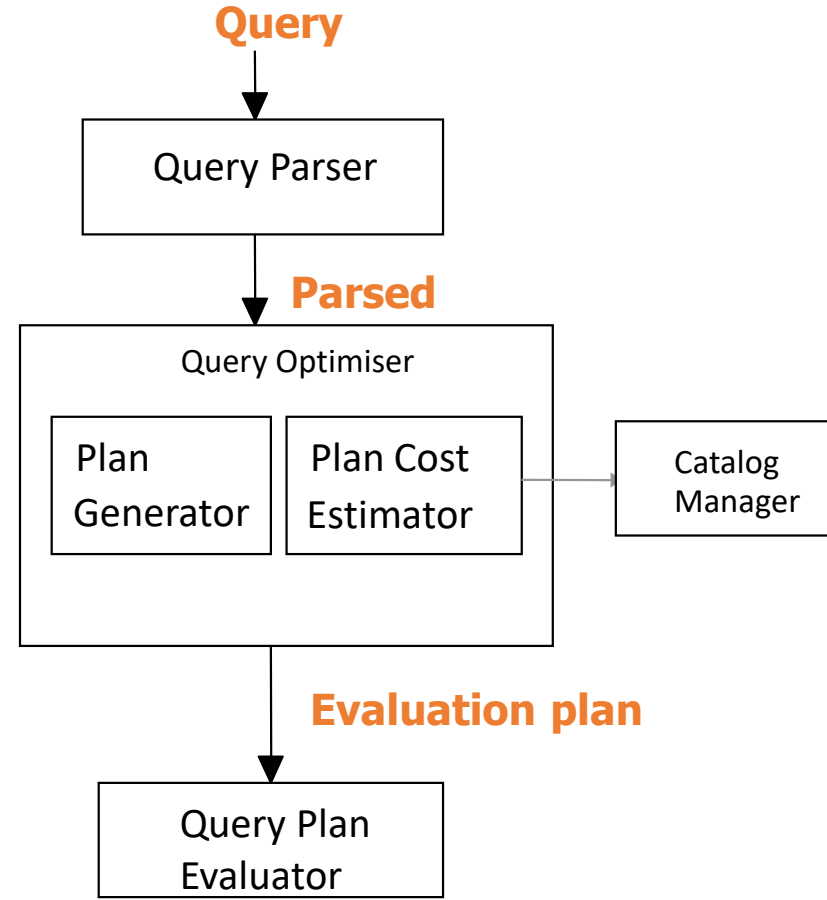 Query
Query Parser
Parsed
Query Optimiser
Plan
Generator
Plan Cost
Estimator
Catalog
Manager
Evaluation plan
Query Plan
Evaluator